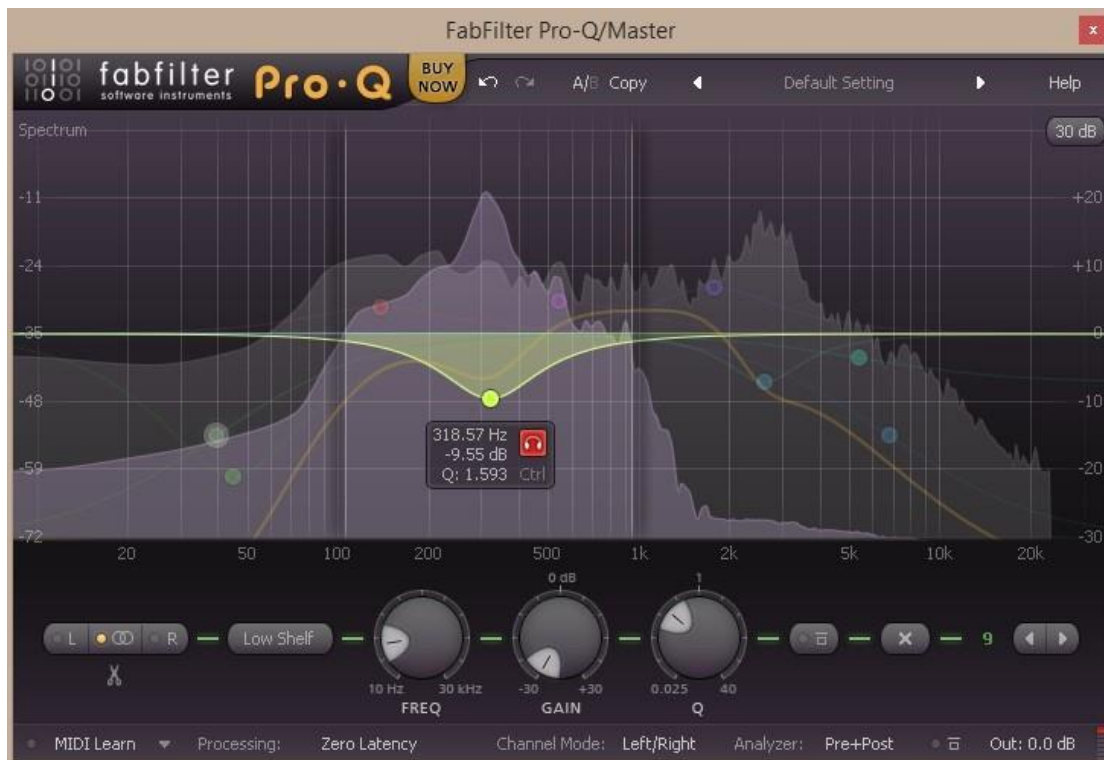 FabFilter Pro-Q/Master
x
fabfilter
software instruments
Pro·Q
BUY
NOW
A/B Copy
Default Setting
Help
Spectrum
30 dB
-11 +20
-24 +10
-35 0
-48 -10
-59 -20
-72 -30
318.57 Hz
-9.55 dB
Q: 1.593 Ctrl
20 50 100 200 500 1k 2k 5k 10k 20k
0 dB 1
L R Low Shelf 9
10 Hz 30 kHz -30 +30 0.025 40
FREQ GAIN Q
MIDI Learn Processing: Zero Latency Channel Mode: Left/Right Analyzer: Pre+Post Out: 0.0 dB